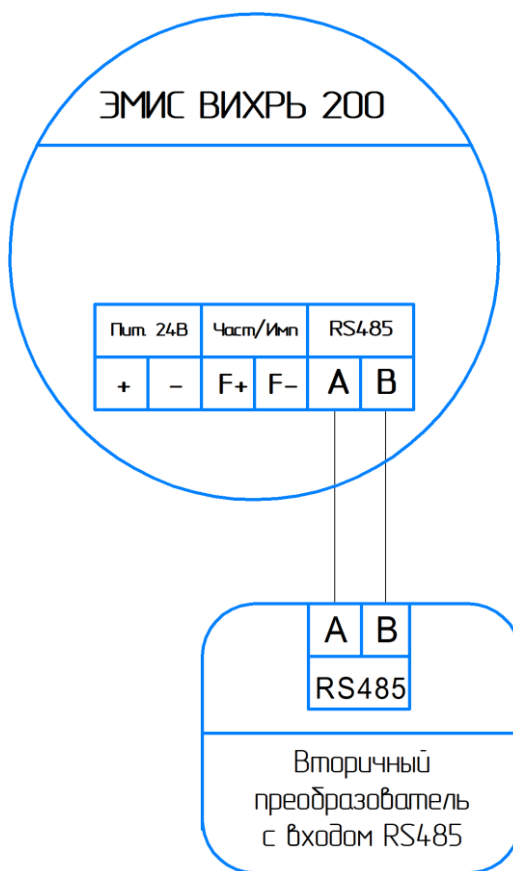 ЭМИС ВИХРЬ 200
Пит. 24В Част/Имп RS485
+ - F+ F- A B
A B
RS485
Вторичный
преобразователь
с входом RS485